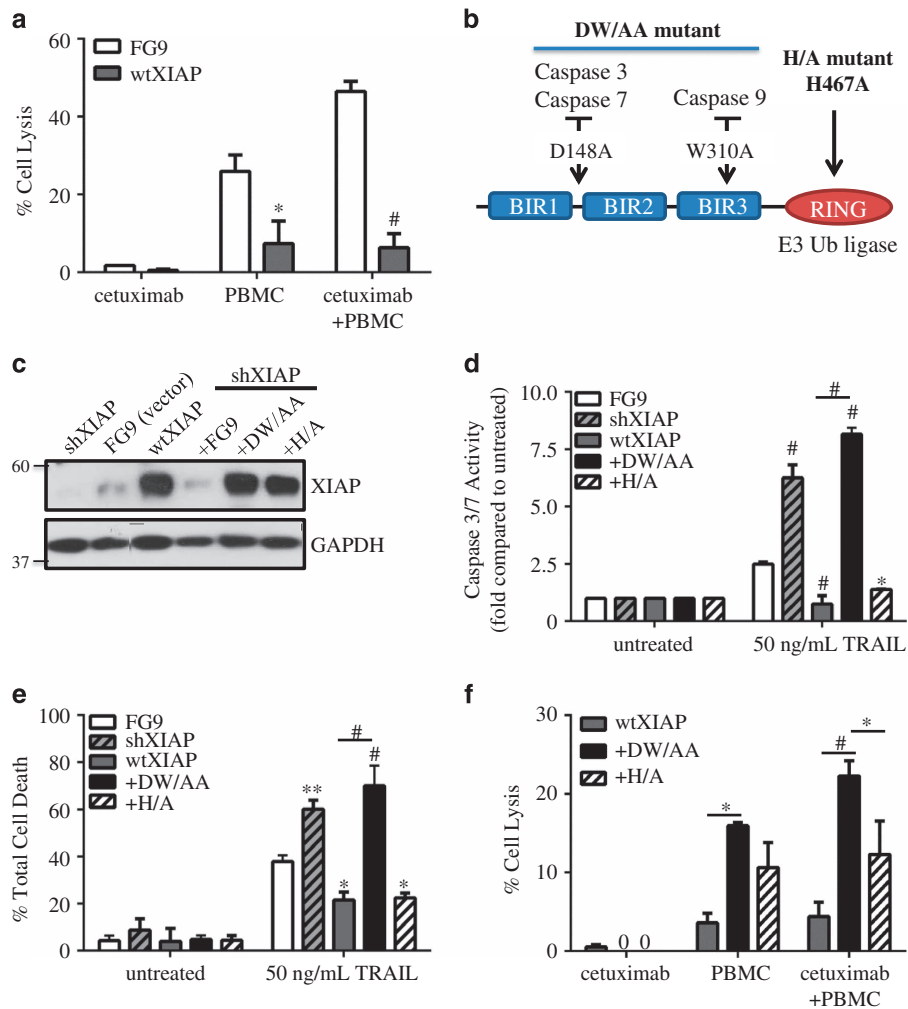 a
60
40
20
0
% Cell Lysis
FG9
wtXIAP
*
#
cetuximab
PBMC
cetuximab
+PBMC
b
DW/AA mutant
Caspase 3
Caspase 7
Caspase 9
H/A mutant
H467A
D148A
W310A
BIR1
BIR2
BIR3
RING
E3 Ub ligase
c
shXIAP
shXIAP
FG9 (vector)
wtXIAP
+FG9
+DW/AA
+H/A
60
XIAP
37
GAPDH
d
10.0
7.5
5.0
2.5
0
Caspase 3/7 Activity
(fold compared to untreated)
FG9
shXIAP
wtXIAP
+DW/AA
+H/A
#
#
#
#
*
untreated
50 ng/mL TRAIL
e
100
80
60
40
20
0
% Total Cell Death
FG9
shXIAP
wtXIAP
+DW/AA
+H/A
#
**
#
*
*
untreated
50 ng/mL TRAIL
f
30
20
10
0
% Cell Lysis
wtXIAP
+DW/AA
+H/A
0 0
*
#
*
cetuximab
PBMC
cetuximab
+PBMC